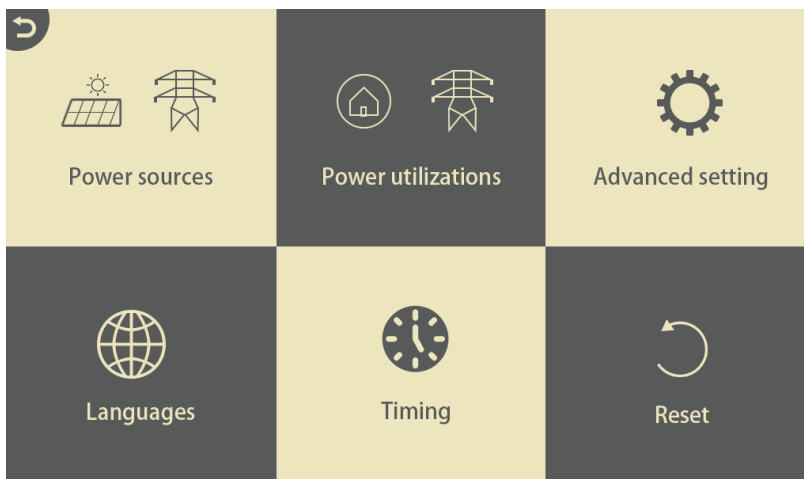 Power sources
Power utilizations
Advanced setting
Languages
Timing
Reset